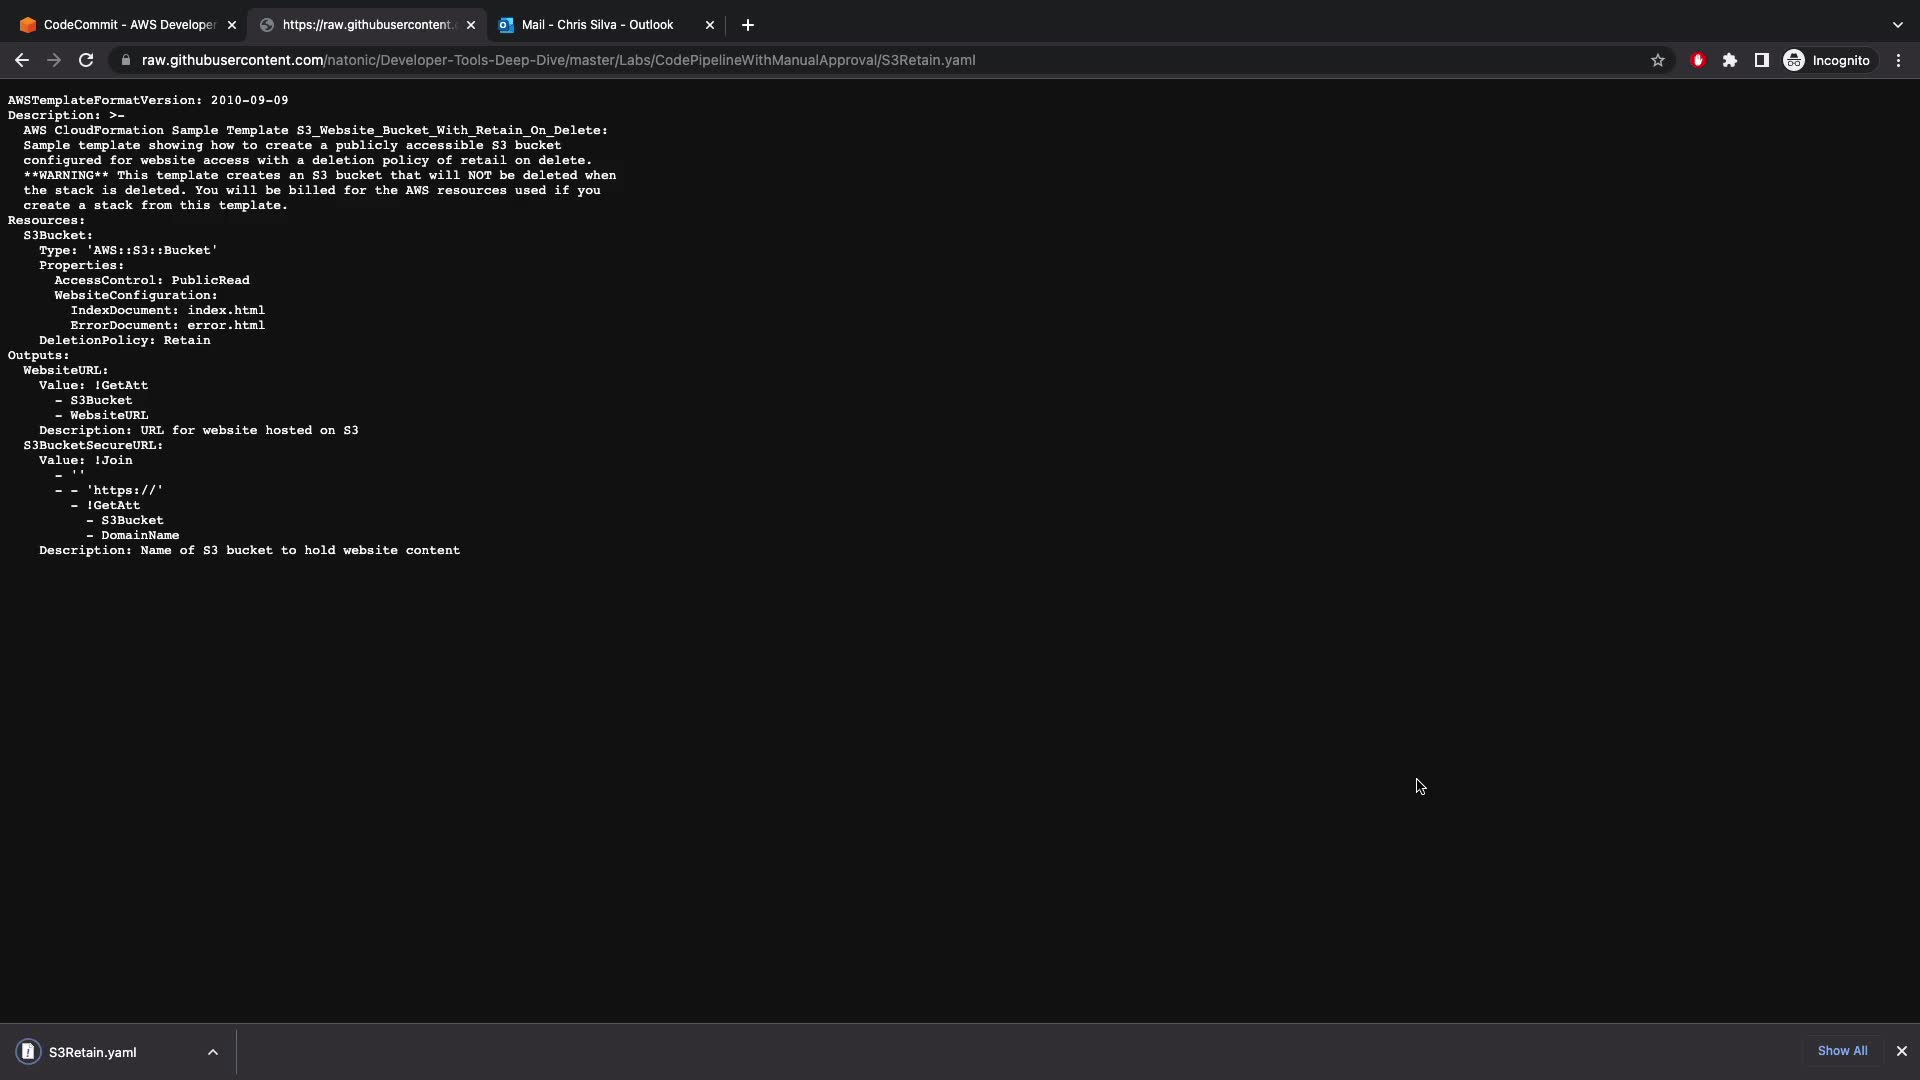 CodeCommit - AWS Developer
https://raw.githubusercontent.c
Mail - Chris Silva - Outlook
raw.githubusercontent.com/natonic/Developer-Tools-Deep-Dive/master/Labs/CodePipelineWithManualApproval/S3Retain.yaml
Incognito
AWSTemplateFormatVersion: 2010-09-09
Description: >-
  AWS CloudFormation Sample Template S3_Website_Bucket_With_Retain_On_Delete:
  Sample template showing how to create a publicly accessible S3 bucket
  configured for website access with a deletion policy of retail on delete.
  **WARNING** This template creates an S3 bucket that will NOT be deleted when
  the stack is deleted. You will be billed for the AWS resources used if you
  create a stack from this template.
Resources:
  S3Bucket:
    Type: 'AWS::S3::Bucket'
    Properties:
      AccessControl: PublicRead
      WebsiteConfiguration:
        IndexDocument: index.html
        ErrorDocument: error.html
    DeletionPolicy: Retain
Outputs:
  WebsiteURL:
    Value: !GetAtt
      - S3Bucket
      - WebsiteURL
    Description: URL for website hosted on S3
  S3BucketSecureURL:
    Value: !Join
      - ''
      - - 'https://'
        - !GetAtt
          - S3Bucket
          - DomainName
    Description: Name of S3 bucket to hold website content
S3Retain.yaml
Show All